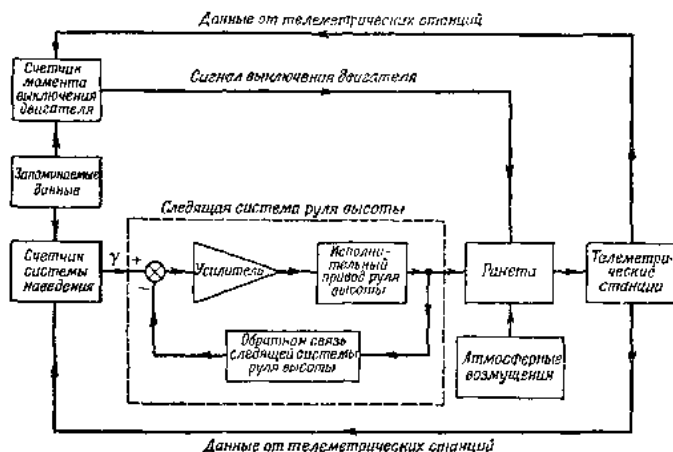 Данные от телеметрических станций
Счетчик
момента
выключения
двигателя
Сигнал выключения двигателя
Запоминаемые
данные
Следящая система руля высоты
Счетчик
системы
наведения
γ
+
−
Усилитель
Исполни-
тельный
привод руля
высоты
Ракета
Телеметри-
ческие
станции
Обратная связь
следящей системы
руля высоты
Атмосферные
возмущения
Данные от телеметрических станций